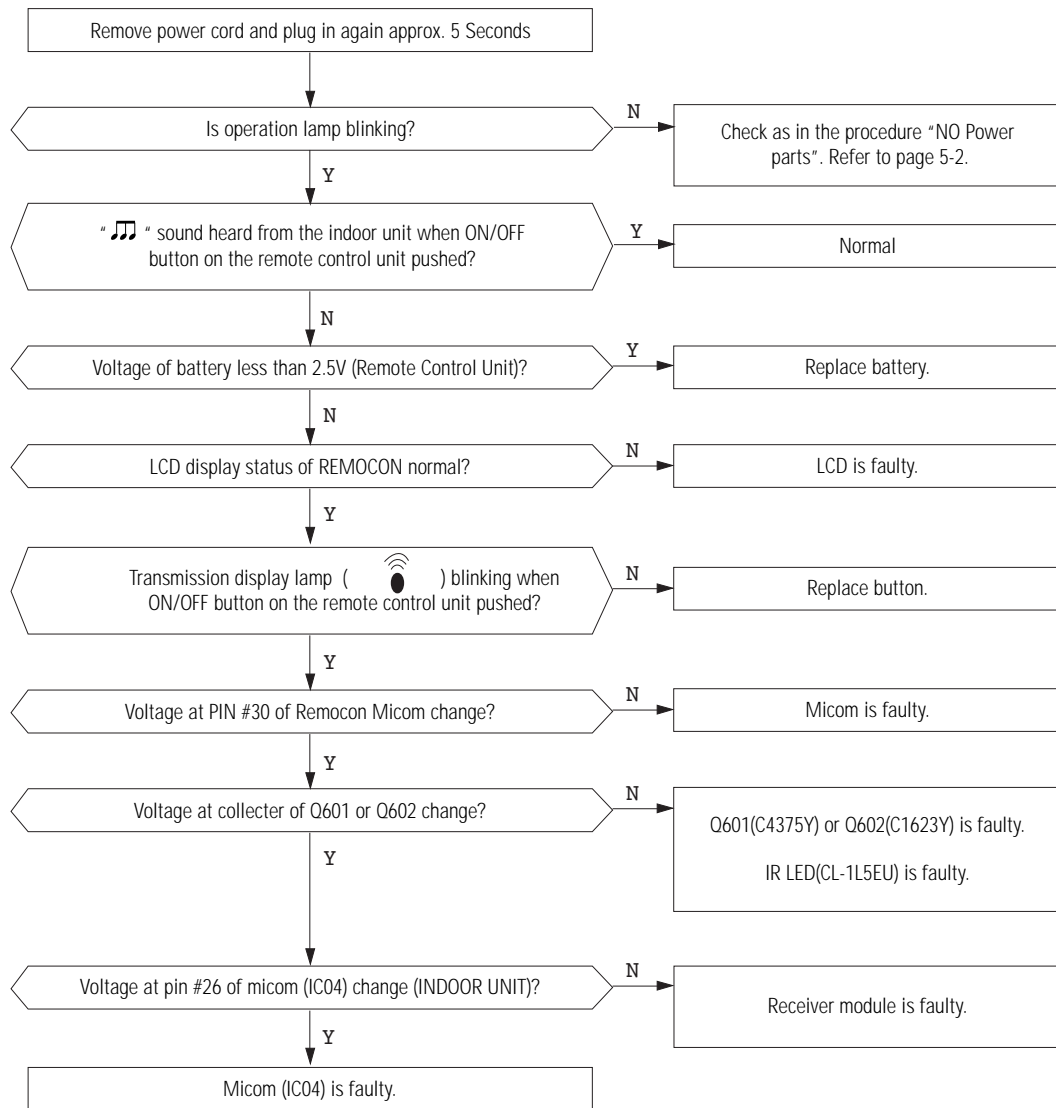 Remove power cord and plug in again approx. 5 Seconds
Is operation lamp blinking?
N
Check as in the procedure “NO Power
parts”. Refer to page 5-2.
Y
“ “ sound heard from the indoor unit when ON/OFF
button on the remote control unit pushed?
Y
Normal
N
Voltage of battery less than 2.5V (Remote Control Unit)?
Y
Replace battery.
N
LCD display status of REMOCON normal?
N
LCD is faulty.
Y
Transmission display lamp ( ) blinking when
ON/OFF button on the remote control unit pushed?
N
Replace button.
Y
Voltage at PIN #30 of Remocon Micom change?
N
Micom is faulty.
Y
Voltage at collecter of Q601 or Q602 change?
N
Q601(C4375Y) or Q602(C1623Y) is faulty.
IR LED(CL-1L5EU) is faulty.
Y
Voltage at pin #26 of micom (IC04) change (INDOOR UNIT)?
N
Receiver module is faulty.
Y
Micom (IC04) is faulty.